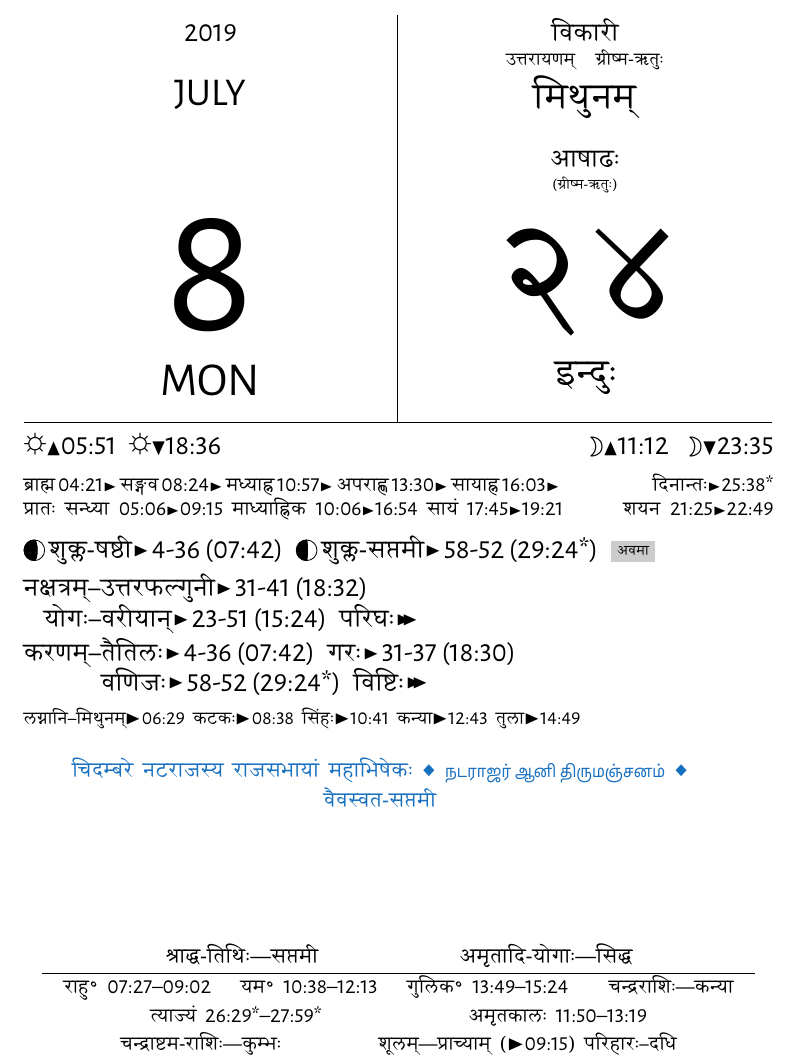 2019
JULY
8
MON
विकारी
उत्तरायणम् ग्रीष्म-ऋतुः
मिथुनम्
आषाढः
(ग्रीष्म-ऋतुः)
२४
इन्दुः
☼▲05:51 ☼▼18:36
☽▲11:12 ☽▼23:35
ब्राह्म 04:21► सङ्गव 08:24► मध्याह्न 10:57► अपराह्ण 13:30► सायाह्न 16:03► दिनान्तः►25:38*
प्रातः सन्ध्या 05:06►09:15 माध्याह्निक 10:06►16:54 सायं 17:45►19:21 शयन 21:25►22:49
शुक्ल-षष्ठी► 4-36 (07:42) शुक्ल-सप्तमी► 58-52 (29:24*) अवमा
नक्षत्रम्–उत्तरफल्गुनी► 31-41 (18:32)
योगः–वरीयान्► 23-51 (15:24) परिघः►►
करणम्–तैतिलः► 4-36 (07:42) गरः► 31-37 (18:30)
वणिजः► 58-52 (29:24*) विष्टिः►►
लग्नानि–मिथुनम्► 06:29 कटकः► 08:38 सिंहः► 10:41 कन्या► 12:43 तुला► 14:49
चिदम्बरे नटराजस्य राजसभायां महाभिषेकः ◆ நடராஜர் ஆனி திருமஞ்சனம் ◆
वैवस्वत-सप्तमी
श्राद्ध-तिथिः—सप्तमी अमृतादि-योगाः—सिद्ध
राहु॰ 07:27–09:02 यम॰ 10:38–12:13 गुलिक॰ 13:49–15:24 चन्द्रराशिः—कन्या
त्याज्यं 26:29*–27:59* अमृतकालः 11:50–13:19
चन्द्राष्टम-राशिः—कुम्भः शूलम्—प्राच्याम् (►09:15) परिहारः–दधि